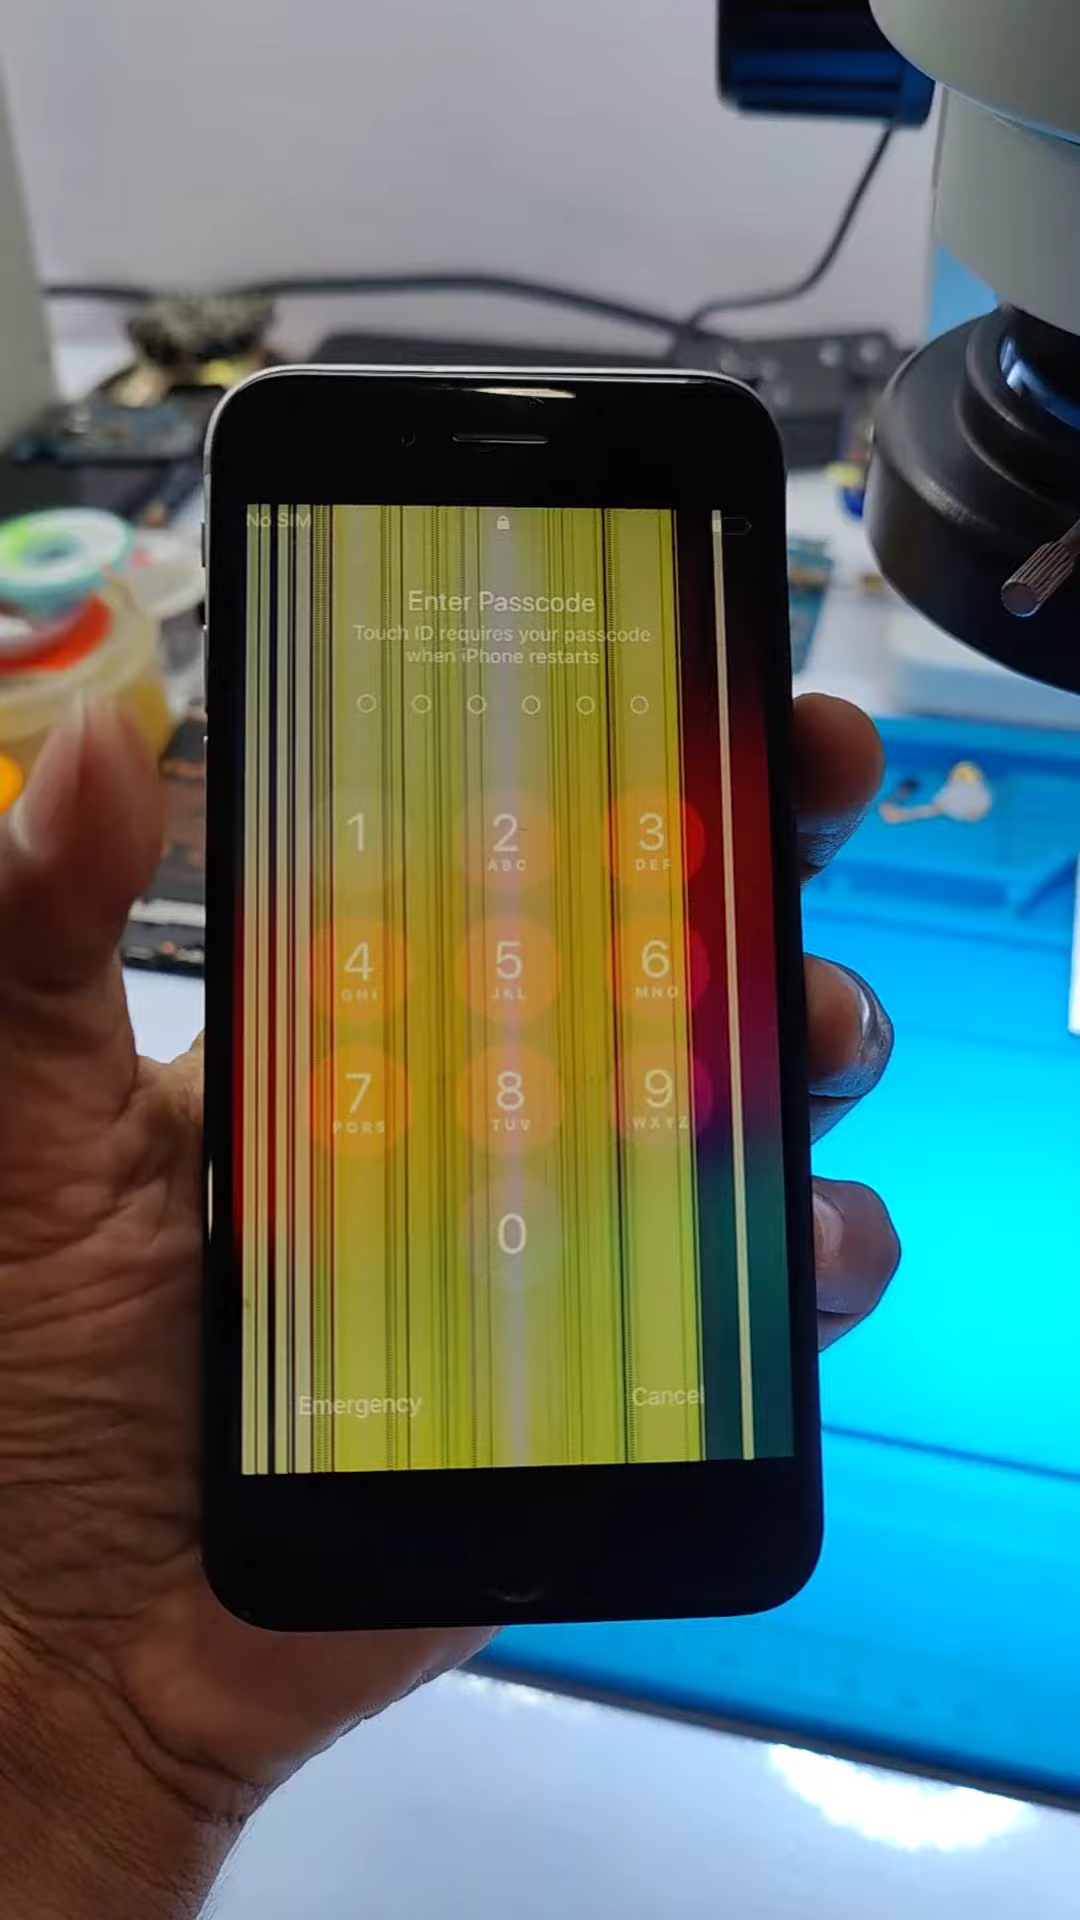 No SIM
Enter Passcode
Touch ID requires your passcode
when iPhone restarts
1 2 3
ABC DEF
4 5 6
GHI JKL MNO
7 8 9
PQRS TUV WXYZ
0
Emergency Cancel